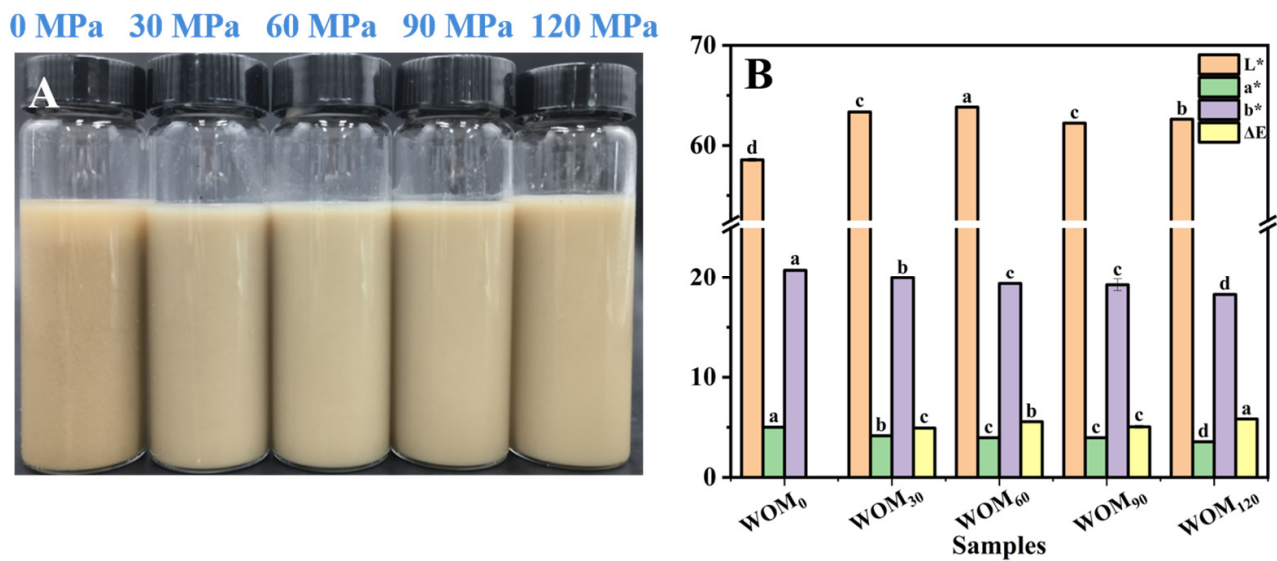 0 MPa 30 MPa 60 MPa 90 MPa 120 MPa
A
B
L*
a*
b*
ΔE
70
60
20
10
0
d
a
a
c
b
b
c
a
c
c
b
c
c
c
c
b
d
d
a
WOM₀
WOM₃₀
WOM₆₀
WOM₉₀
WOM₁₂₀
Samples